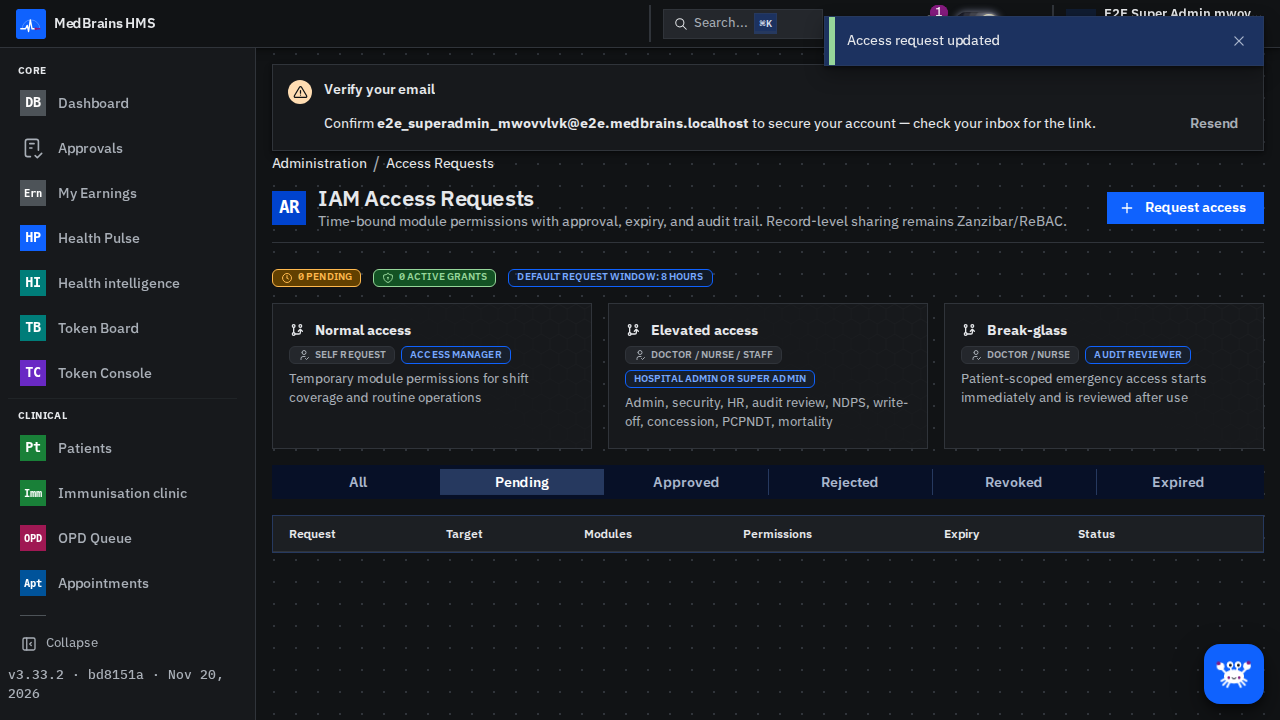 MedBrains HMS
Search...
⌘K
1
E2E Super Admin mwov...
Access request updated
CORE
DB Dashboard
Approvals
Ern My Earnings
HP Health Pulse
HI Health intelligence
TB Token Board
TC Token Console
CLINICAL
Pt Patients
Imm Immunisation clinic
OPD OPD Queue
Apt Appointments
Collapse
v3.33.2 · bd8151a · Nov 20,
2026
Verify your email
Confirm e2e_superadmin_mwovvlvk@e2e.medbrains.localhost to secure your account — check your inbox for the link.
Resend
Administration / Access Requests
AR IAM Access Requests
Time-bound module permissions with approval, expiry, and audit trail. Record-level sharing remains Zanzibar/ReBAC.
Request access
0 PENDING
0 ACTIVE GRANTS
DEFAULT REQUEST WINDOW: 8 HOURS
Normal access
SELF REQUEST
ACCESS MANAGER
Temporary module permissions for shift
coverage and routine operations
Elevated access
DOCTOR / NURSE / STAFF
HOSPITAL ADMIN OR SUPER ADMIN
Admin, security, HR, audit review, NDPS, write-
off, concession, PCPNDT, mortality
Break-glass
DOCTOR / NURSE
AUDIT REVIEWER
Patient-scoped emergency access starts
immediately and is reviewed after use
All Pending Approved Rejected Revoked Expired
Request Target Modules Permissions Expiry Status